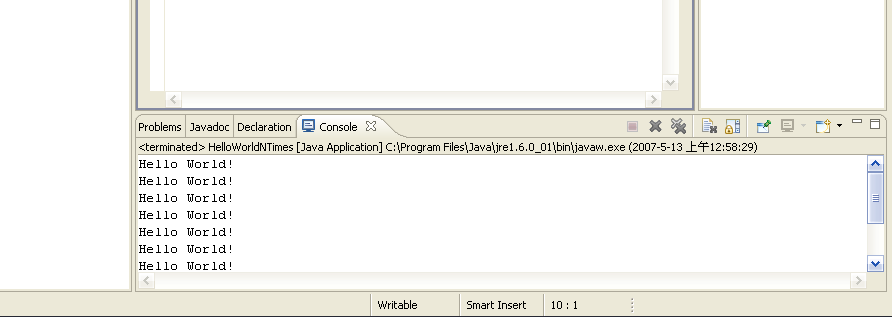 Problems Javadoc Declaration Console
<terminated> HelloWorldNTimes [Java Application] C:\Program Files\Java\jre1.6.0_01\bin\javaw.exe (2007-5-13 上午12:58:29)
Hello World!
Hello World!
Hello World!
Hello World!
Hello World!
Hello World!
Hello World!
Writable Smart Insert 10 : 1